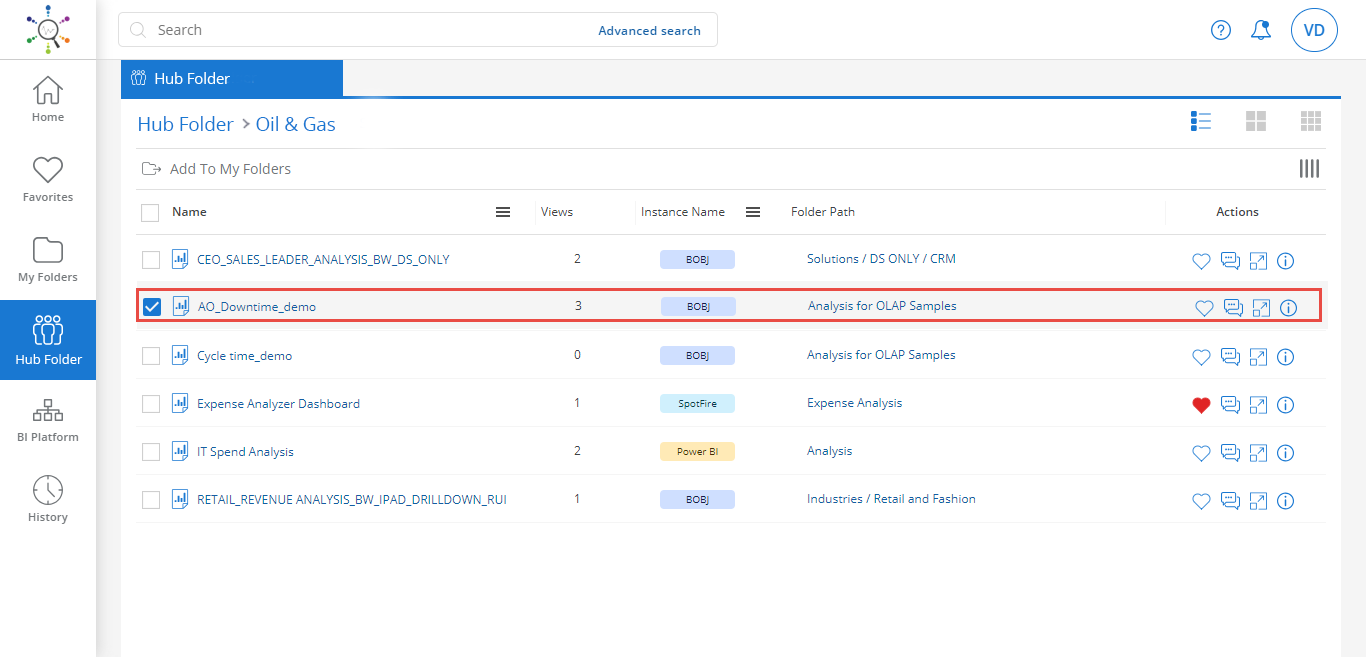 Search
Advanced search
VD
Home
Favorites
My Folders
Hub Folder
BI Platform
History
Hub Folder
Hub Folder > Oil & Gas
Add To My Folders
Name Views Instance Name Folder Path Actions
CEO_SALES_LEADER_ANALYSIS_BW_DS_ONLY 2 BOBJ Solutions / DS ONLY / CRM
AO_Downtime_demo 3 BOBJ Analysis for OLAP Samples
Cycle time_demo 0 BOBJ Analysis for OLAP Samples
Expense Analyzer Dashboard 1 SpotFire Expense Analysis
IT Spend Analysis 2 Power BI Analysis
RETAIL_REVENUE ANALYSIS_BW_IPAD_DRILLDOWN_RUI 1 BOBJ Industries / Retail and Fashion